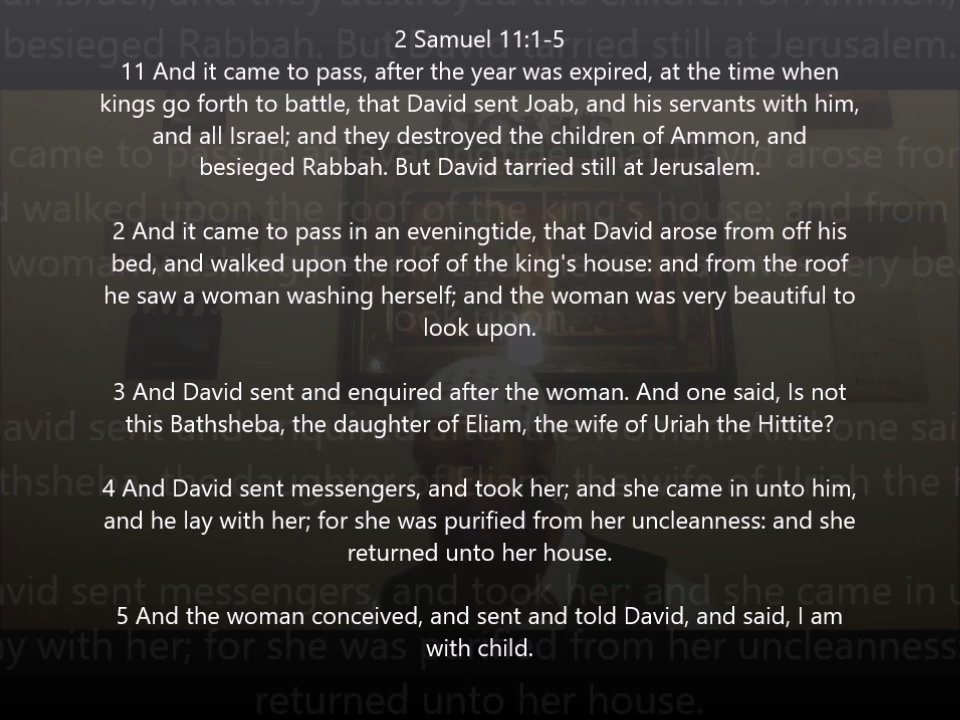 2 Samuel 11:1-5
11 And it came to pass, after the year was expired, at the time when
kings go forth to battle, that David sent Joab, and his servants with him,
and all Israel; and they destroyed the children of Ammon, and
besieged Rabbah. But David tarried still at Jerusalem.
2 And it came to pass in an eveningtide, that David arose from off his
bed, and walked upon the roof of the king's house: and from the roof
he saw a woman washing herself; and the woman was very beautiful to
look upon.
3 And David sent and enquired after the woman. And one said, Is not
this Bathsheba, the daughter of Eliam, the wife of Uriah the Hittite?
4 And David sent messengers, and took her; and she came in unto him,
and he lay with her; for she was purified from her uncleanness: and she
returned unto her house.
5 And the woman conceived, and sent and told David, and said, I am
with child.